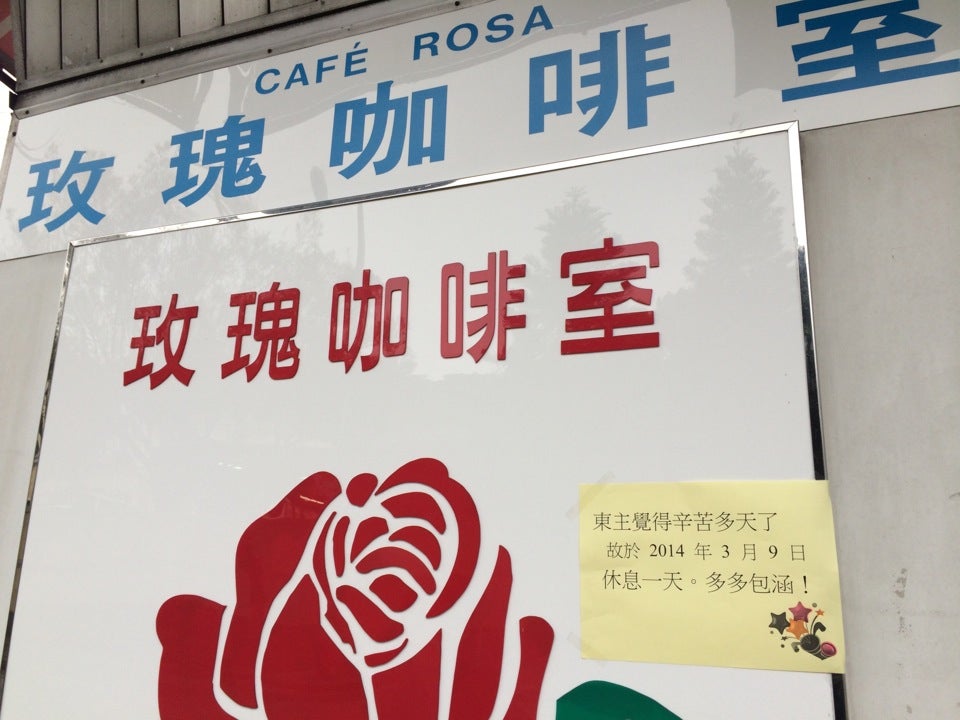 CAFÉ ROSA
玫瑰咖啡室
玫瑰咖啡室
東主覺得辛苦多天了
故於 2014 年 3 月 9 日
休息一天。多多包涵！